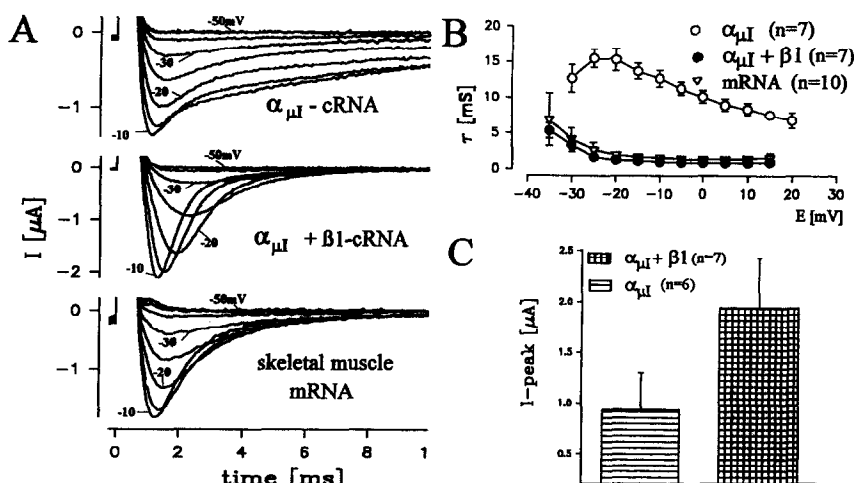 A
0
-1
-50mV
-30
-20
-10
αμI - cRNA
0
-1
-2
-50mV
-30
-20
-10
αμI + β1-cRNA
0
-1
-50mV
-30
-20
-10
skeletal muscle
mRNA
I [μA]
0 2 4 6 8 1
time [ms]
B
αμI (n=7)
αμI + β1 (n=7)
mRNA (n=10)
τ [mS]
20
15
10
5
0
-40 -30 -20 -10 0 10 20 30
E [mV]
C
αμI + β1 (n=7)
αμI (n=6)
I-peak [μA]
2.5
2.0
1.5
1.0
0.5